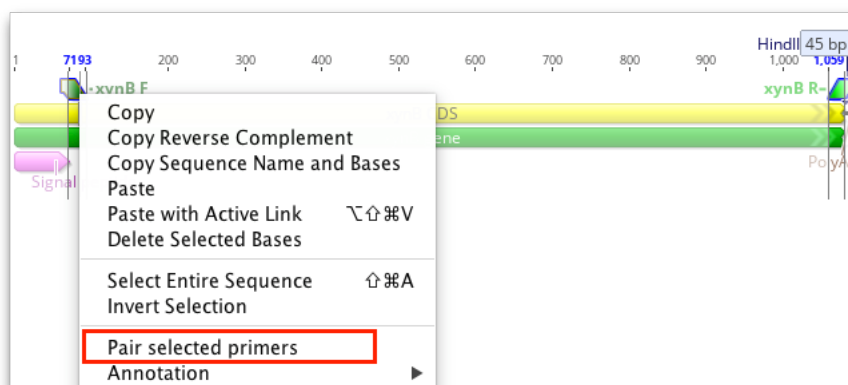 HindII 45 bp
1 7193 200 300 400 500 600 700 800 900 1,000 1,059
xynB F xynB R
DS
ene
Signal PolyA
Copy
Copy Reverse Complement
Copy Sequence Name and Bases
Paste
Paste with Active Link ⌥⇧⌘V
Delete Selected Bases
Select Entire Sequence ⇧⌘A
Invert Selection
Pair selected primers
Annotation